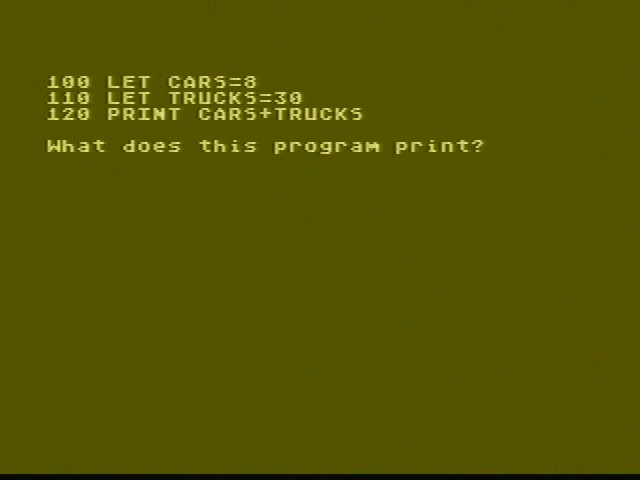 100 LET CARS=8
110 LET TRUCKS=30
120 PRINT CARS+TRUCKS
What does this program print?